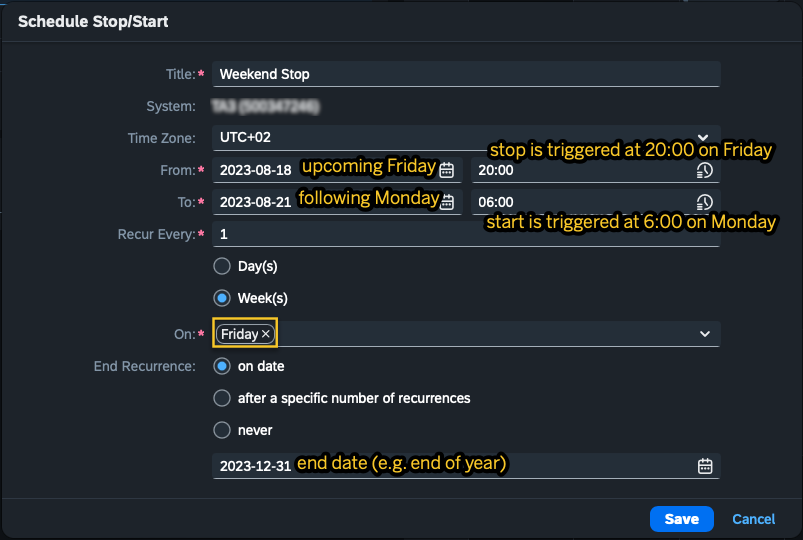 Schedule Stop/Start
Title:* Weekend Stop
System:
Time Zone: UTC+02
stop is triggered at 20:00 on Friday
From:* 2023-08-18 upcoming Friday 20:00
To:* 2023-08-21 following Monday 06:00
start is triggered at 6:00 on Monday
Recur Every:* 1
Day(s)
Week(s)
On:* Friday ×
End Recurrence: on date
after a specific number of recurrences
never
2023-12-31 end date (e.g. end of year)
Save Cancel